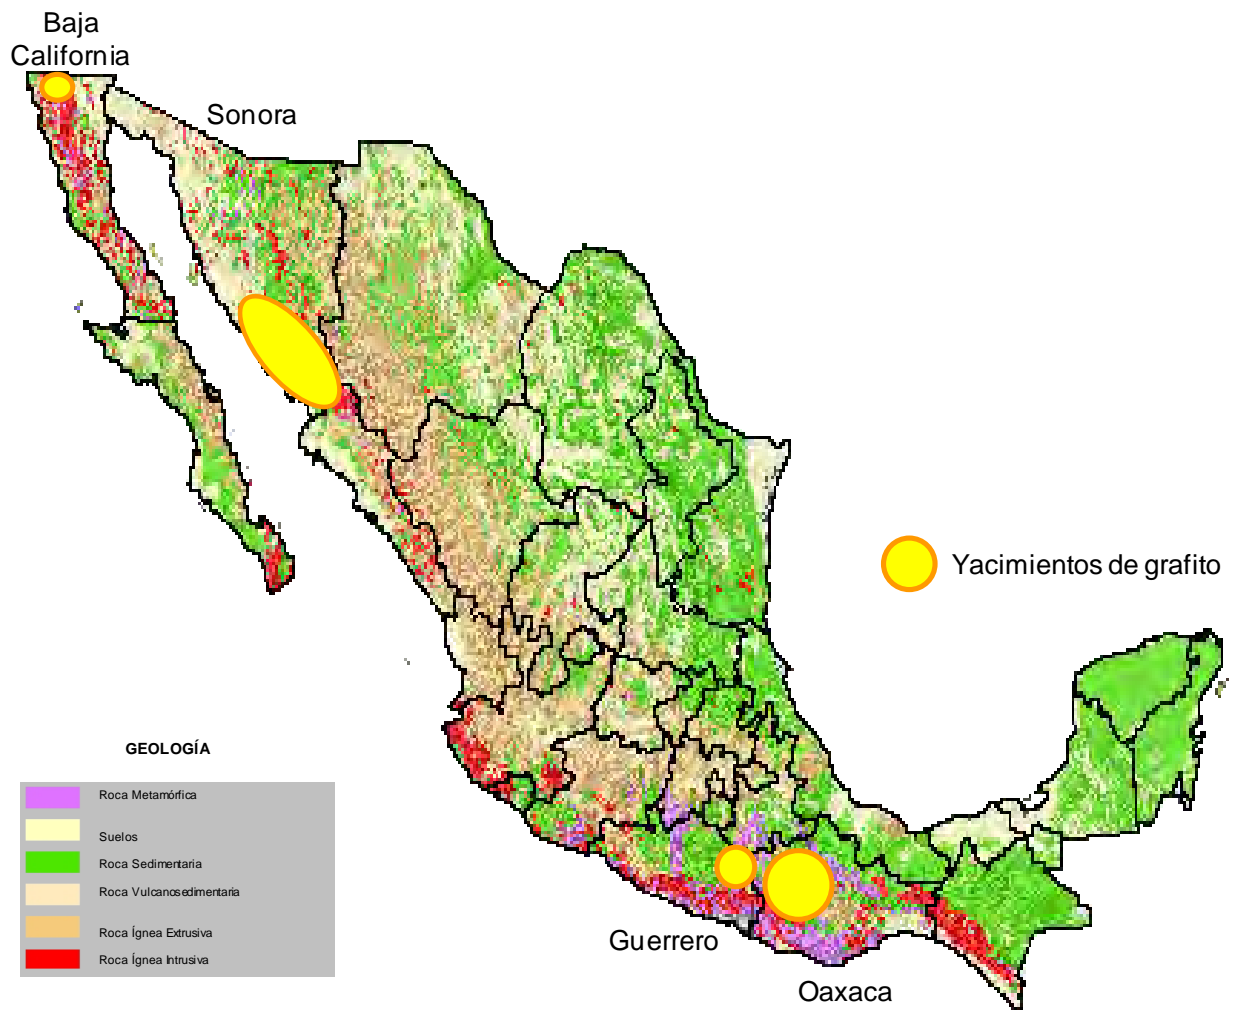 Baja
California
Sonora
Yacimientos de grafito
GEOLOGÍA
Roca Metamórfica
Suelos
Roca Sedimentaria
Roca Vulcanosedimentaria
Roca Ígnea Extrusiva
Roca Ígnea Intrusiva
Guerrero
Oaxaca